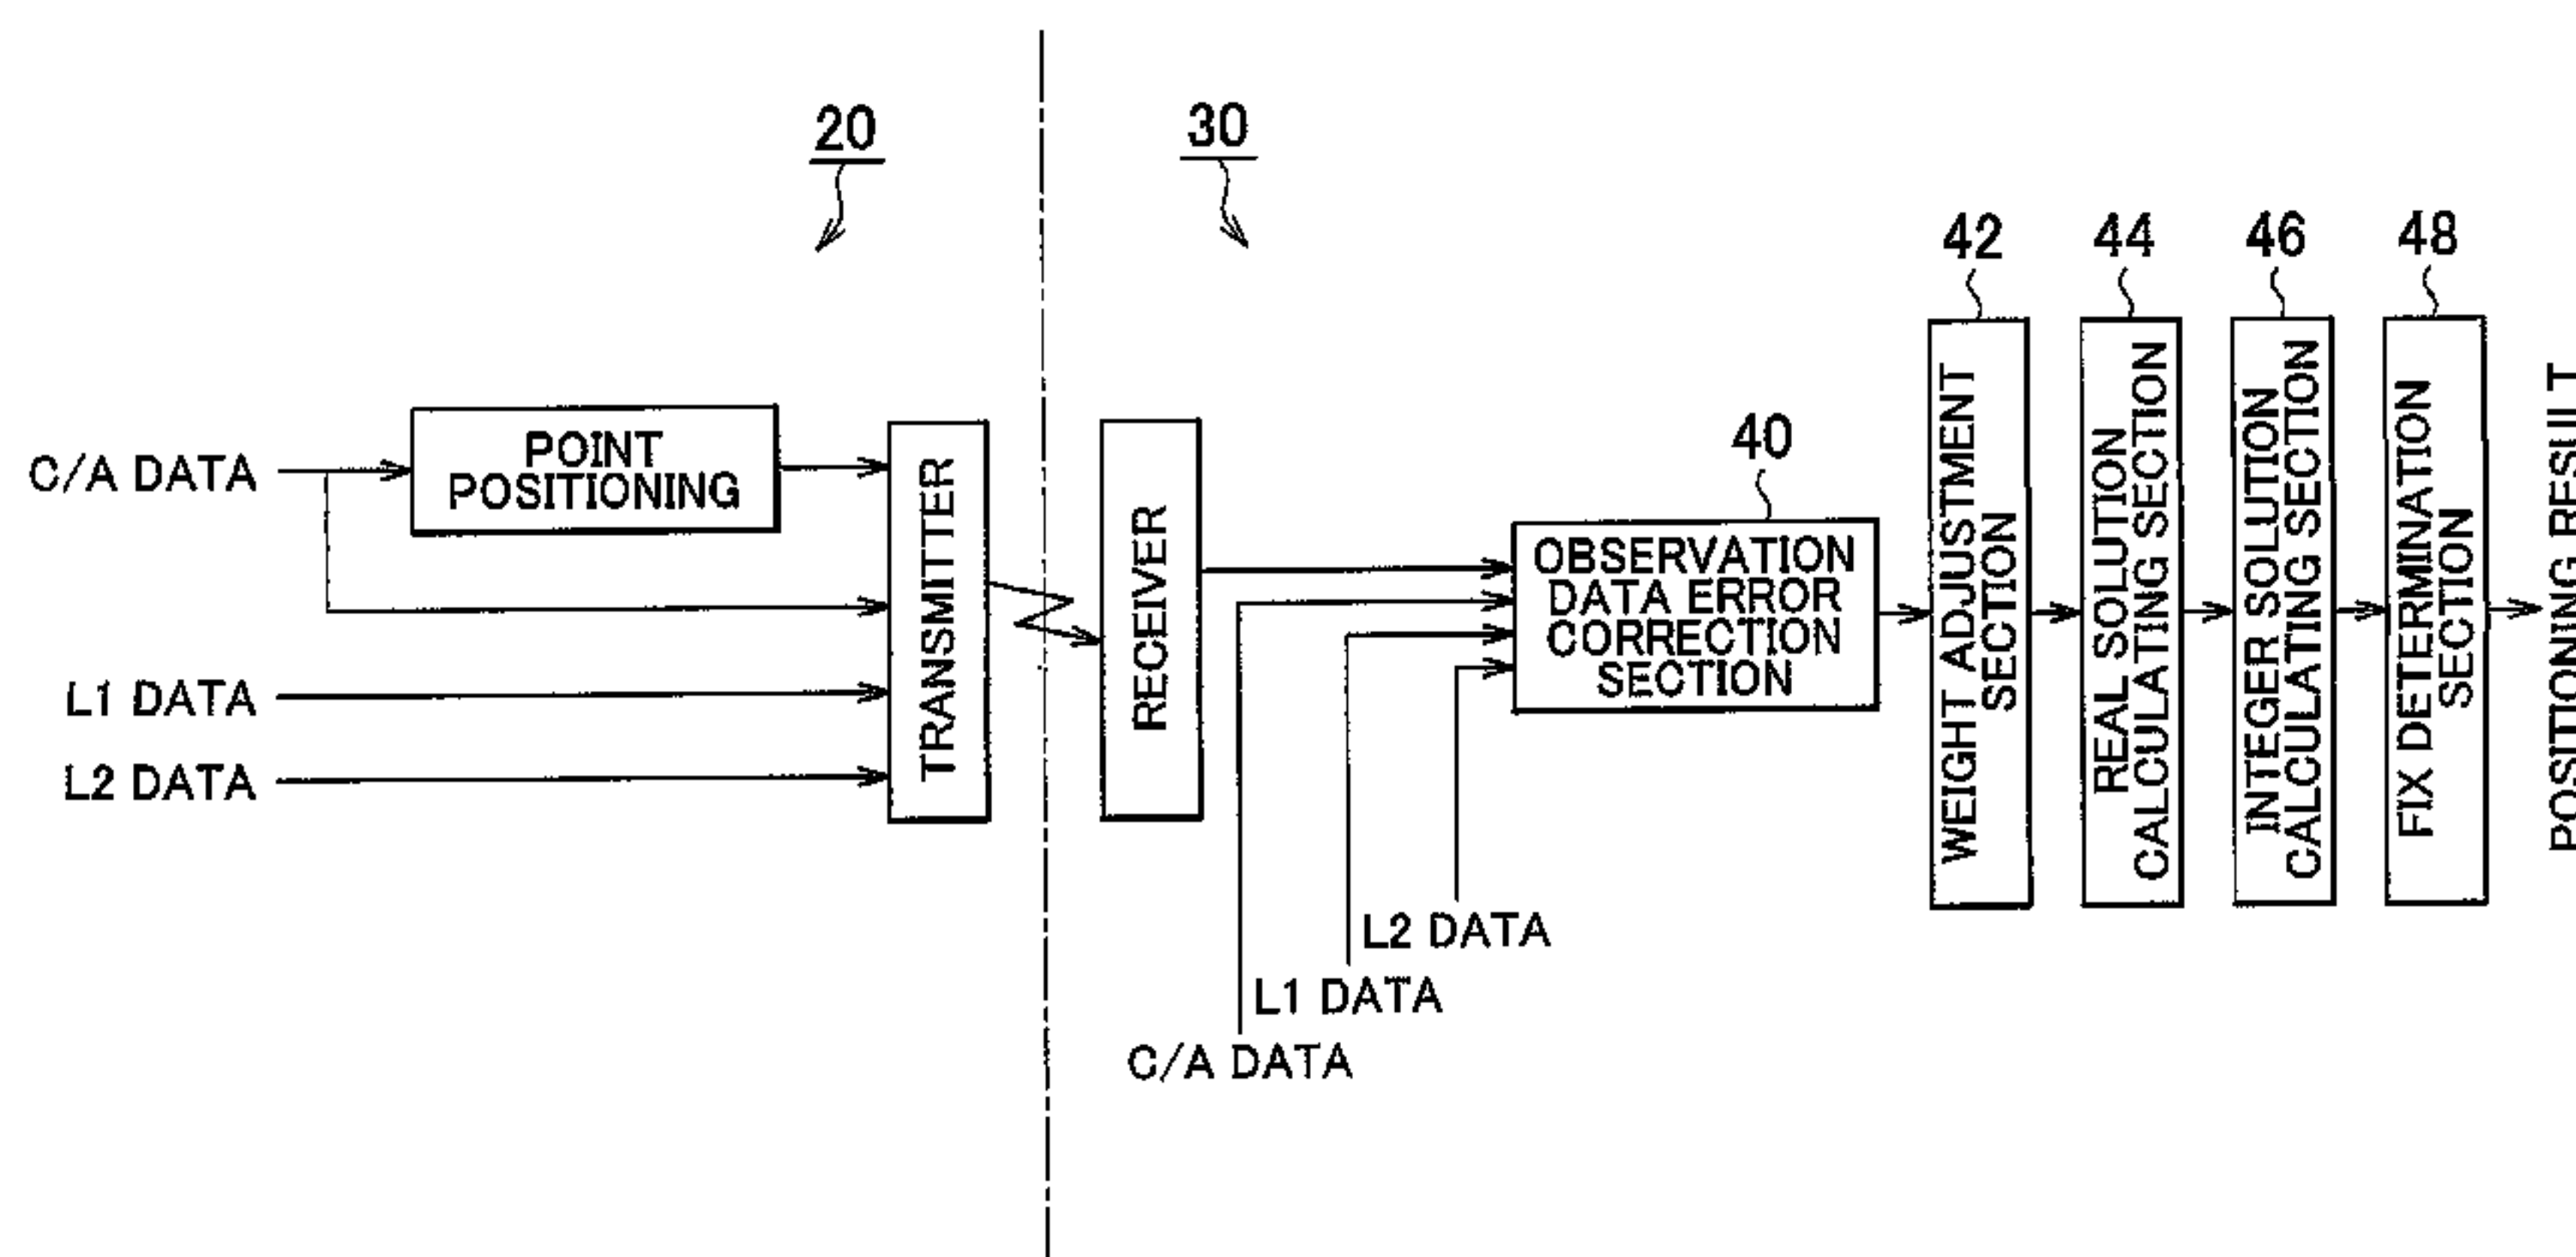 20
30
C/A DATA
POINT
POSITIONING
L1 DATA
L2 DATA
TRANSMITTER
RECEIVER
L2 DATA
L1 DATA
C/A DATA
40
OBSERVATION
DATA ERROR
CORRECTION
SECTION
42
WEIGHT ADJUSTMENT
SECTION
44
REAL SOLUTION
CALCULATING SECTION
46
INTEGER SOLUTION
CALCULATING SECTION
48
FIX DETERMINATION
SECTION
POSITIONING RESULT